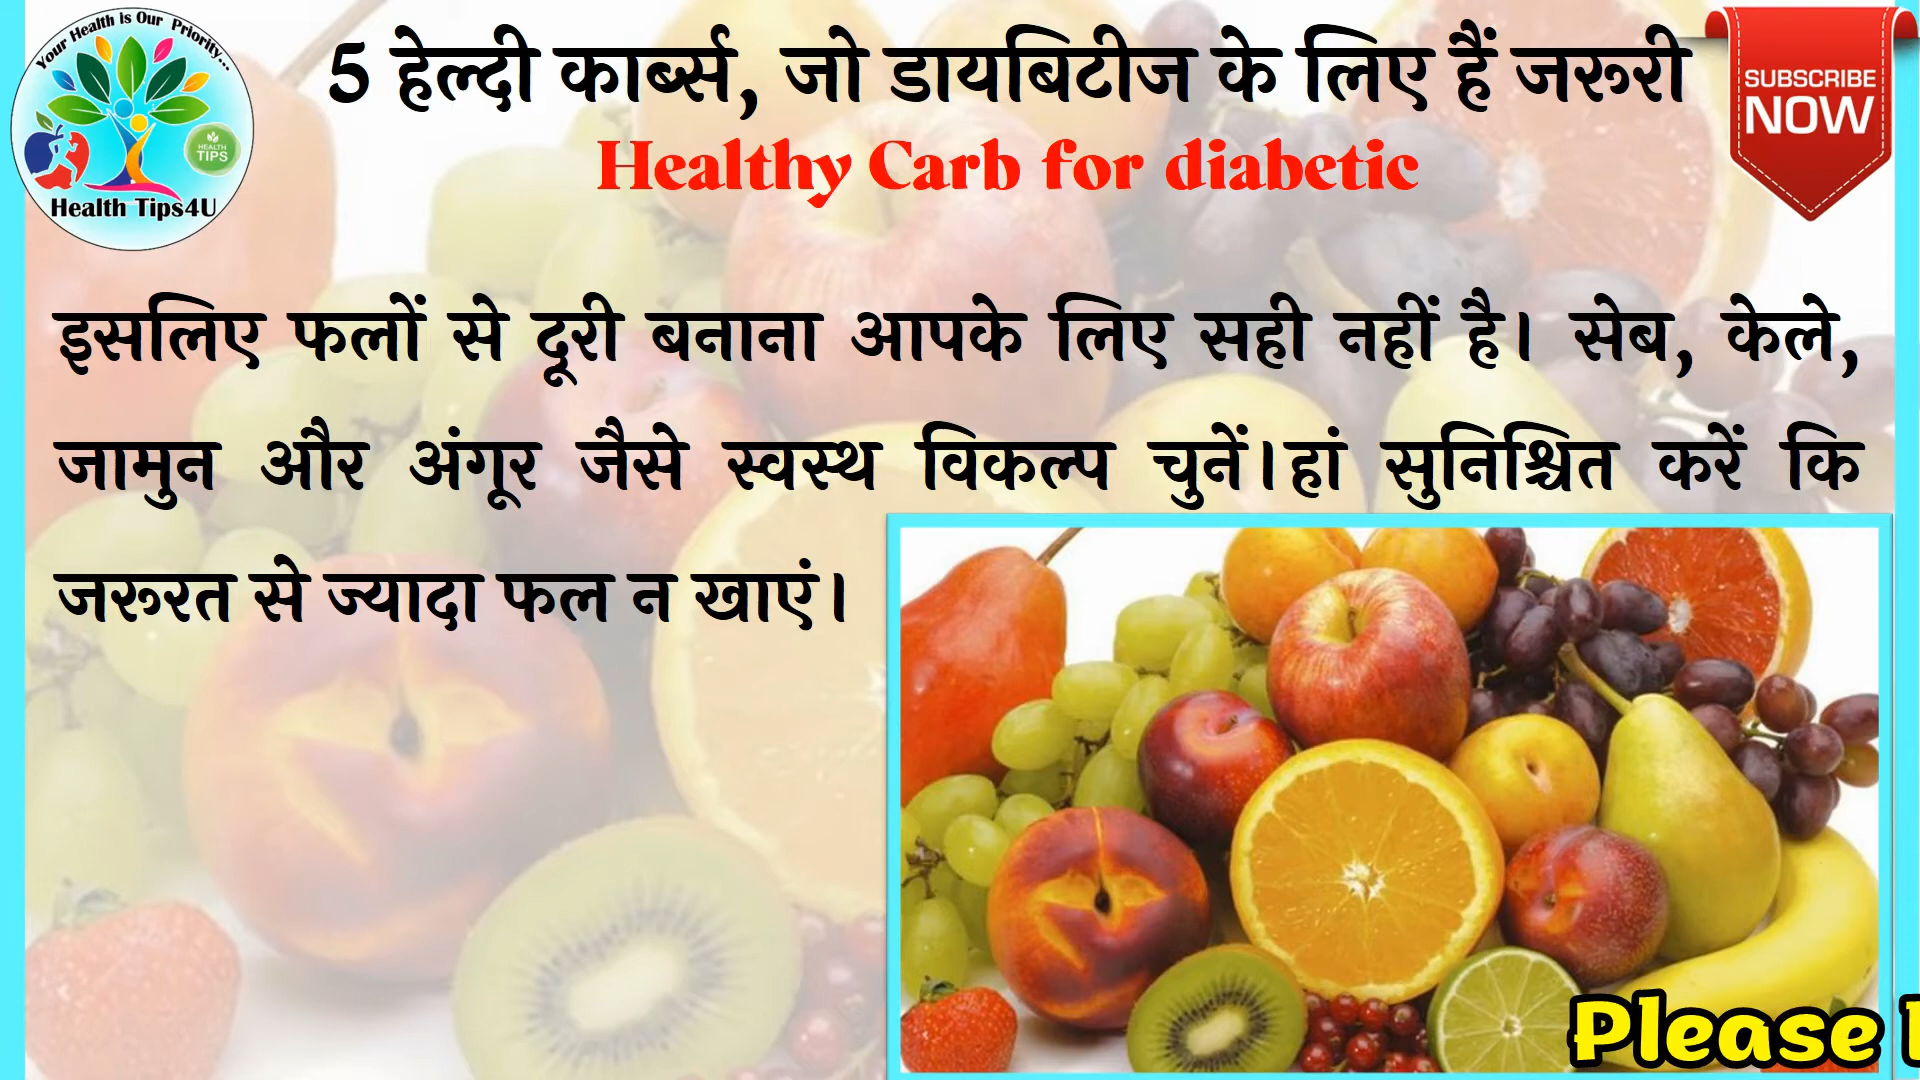 Your Health is Our Priority...
HEALTH
TIPS
Health Tips4U
5 हेल्दी कार्ब्स, जो डायबिटीज के लिए हैं जरूरी
Healthy Carb for diabetic
SUBSCRIBE
NOW
इसलिए फलों से दूरी बनाना आपके लिए सही नहीं है। सेब, केले,
जामुन और अंगूर जैसे स्वस्थ विकल्प चुनें।हां सुनिश्चित करें कि
जरूरत से ज्यादा फल न खाएं।
Please